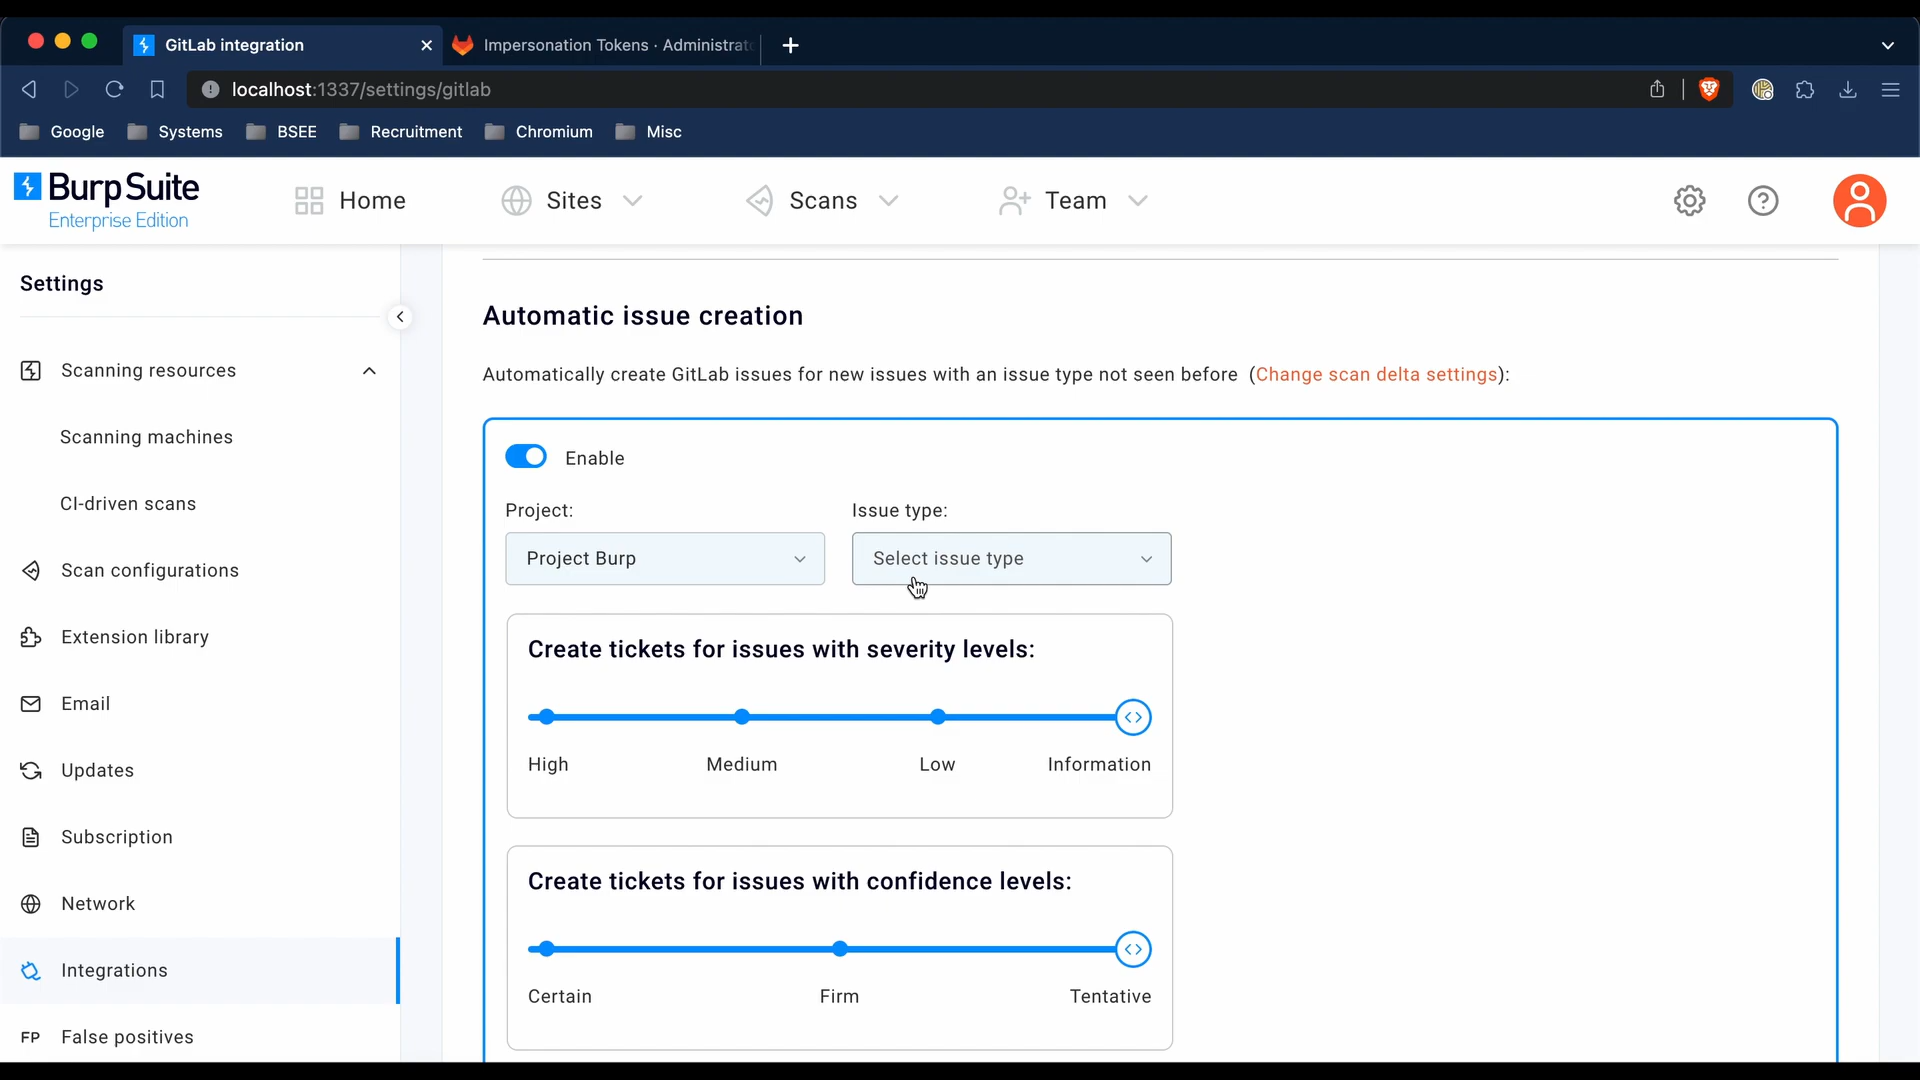 GitLab integration
Impersonation Tokens · Administrat
localhost:1337/settings/gitlab
Google
Systems
BSEE
Recruitment
Chromium
Misc
Burp Suite
Enterprise Edition
Home
Sites
Scans
Team
Settings
Scanning resources
Scanning machines
CI-driven scans
Scan configurations
Extension library
Email
Updates
Subscription
Network
Integrations
FP False positives
Automatic issue creation
Automatically create GitLab issues for new issues with an issue type not seen before (Change scan delta settings):
Enable
Project:
Issue type:
Project Burp
Select issue type
Create tickets for issues with severity levels:
High
Medium
Low
Information
Create tickets for issues with confidence levels:
Certain
Firm
Tentative